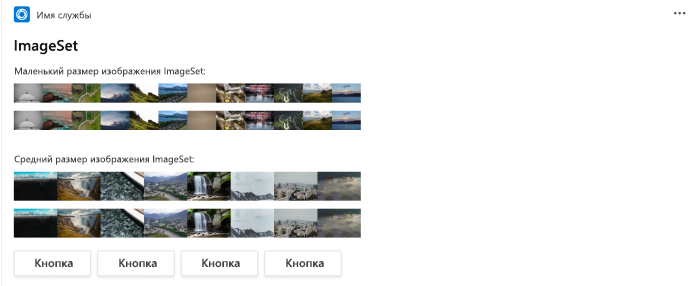 Имя службы
ImageSet
Маленький размер изображения ImageSet:
Средний размер изображения ImageSet:
Кнопка Кнопка Кнопка Кнопка